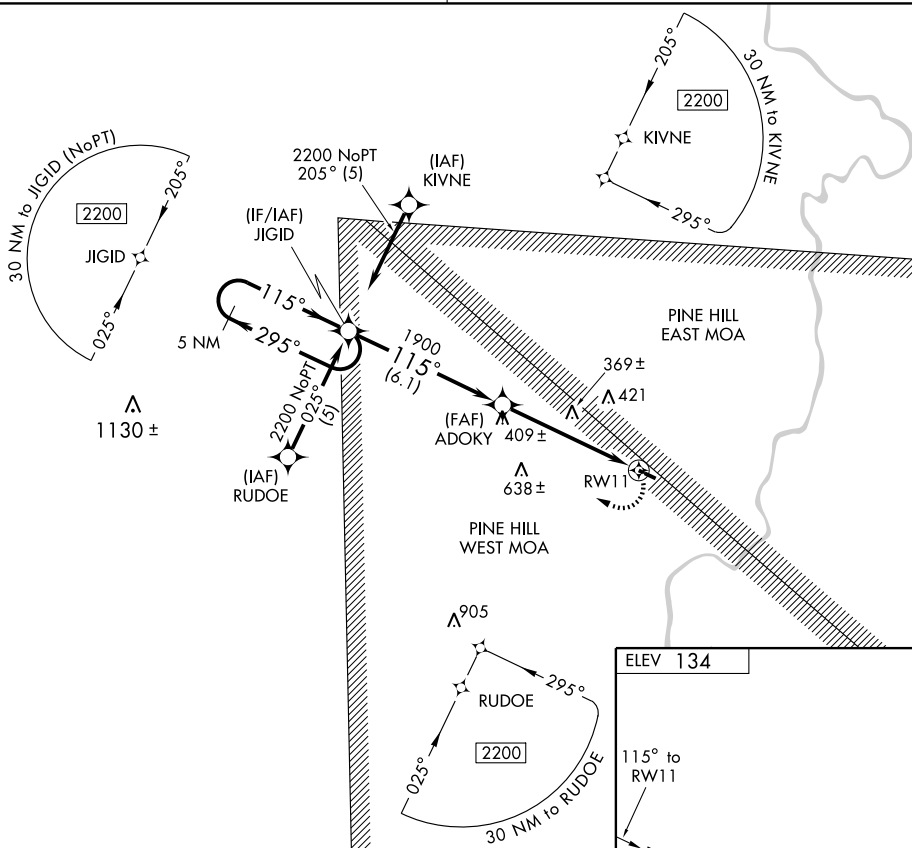 30 NM to JIGID (NoPT)
2200
JIGID
205°
025°
205°
2200
KIVNE
295°
30 NM to KIVNE
2200 NoPT
205° (5)
(IAF)
KIVNE
(IF/IAF)
JIGID
115°
295°
5 NM
1900
115°
(6.1)
PINE HILL
EAST MOA
369 ±
421
1130 ±
2200 NoPT
025°
(5)
(IAF)
RUDOE
(FAF)
ADOKY
409 ±
638 ±
RW11
PINE HILL
WEST MOA
905
RUDOE
295°
025°
2200
30 NM to RUDOE
ELEV 134
115° to
RW11